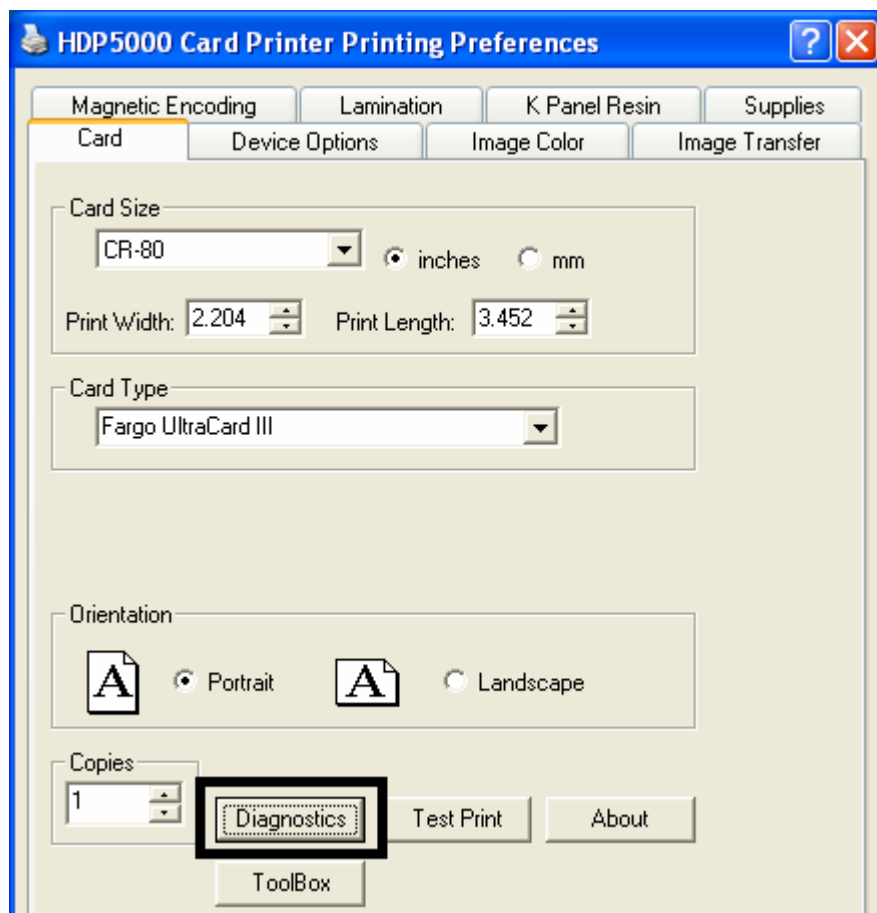 HDP5000 Card Printer Printing Preferences
Magnetic Encoding Lamination K Panel Resin Supplies
Card Device Options Image Color Image Transfer
Card Size
CR-80 inches mm
Print Width: 2.204 Print Length: 3.452
Card Type
Fargo UltraCard III
Orientation
A Portrait A Landscape
Copies
1 Diagnostics Test Print About
ToolBox